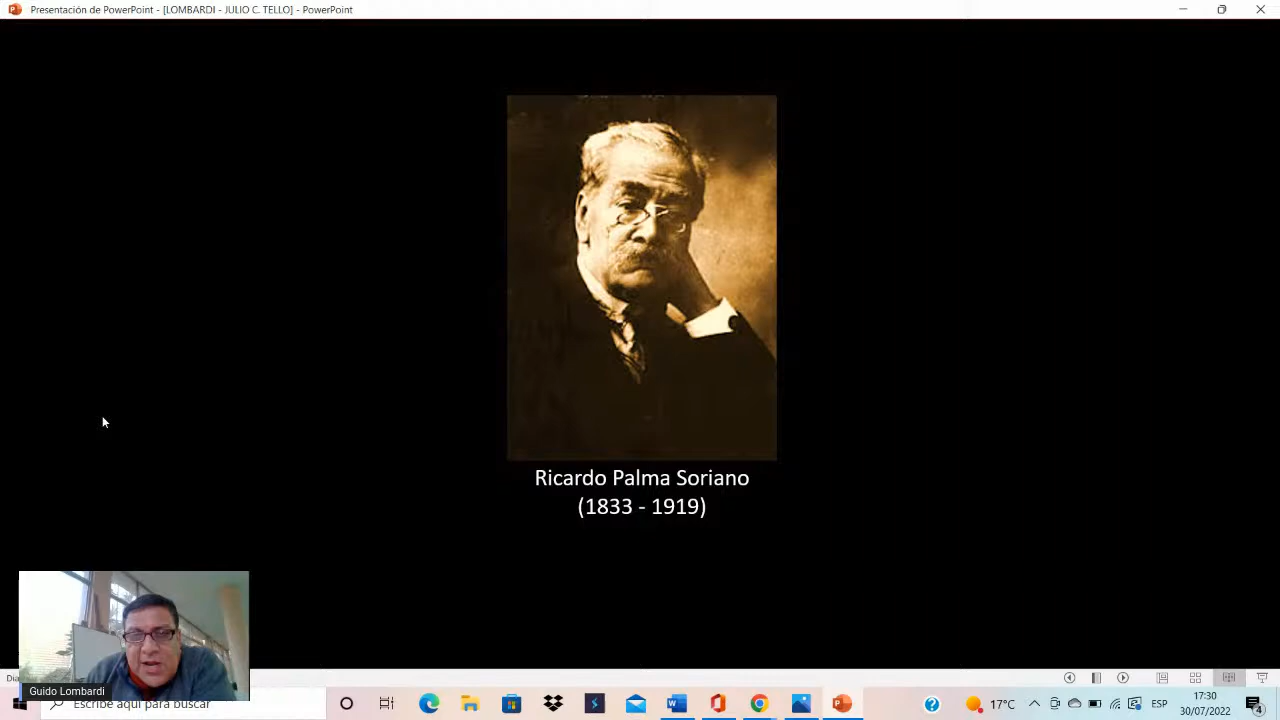 Presentación de PowerPoint - [LOMBARDI - JULIO C. TELLO] - PowerPoint
Ricardo Palma Soriano
(1833 - 1919)
Guido Lombardi
Escribe aquí para buscar
17°C
ESP
17:30
30/07/2022
4